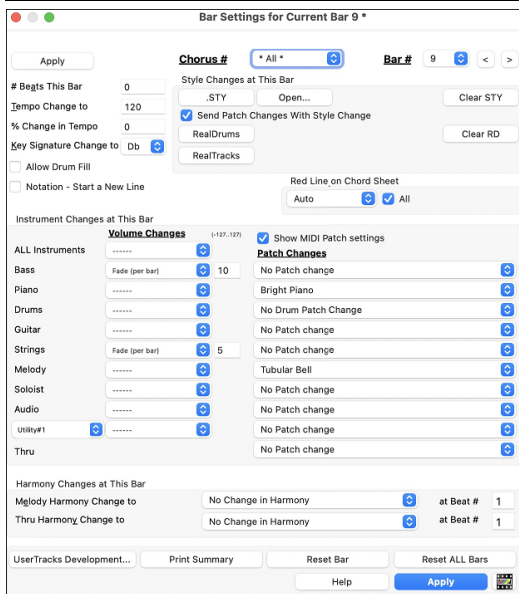 Bar Settings for Current Bar 9 *
Apply
Chorus # * All * Bar # 9 < >
# Begts This Bar 0
Tempo Change to 120
% Change in Tempo 0
Key Signature Change to Db
Allow Drum Fill
Notation - Start a New Line
Style Changes at This Bar
.STY Open... Clear STY
Send Patch Changes With Style Change
RealDrums Clear RD
RealTracks
Red Line on Chord Sheet
Auto All
Instrument Changes at This Bar
Volume Changes (-127..127) Show MIDI Patch settings
Patch Changes
ALL Instruments ------
Bass Fade (per bar) 10 No Patch change
Piano ------ Bright Piano
Drums ------ No Drum Patch Change
Guitar ------ No Patch change
Strings Fade (per bar) 5 No Patch change
Melody ------ Tubular Bell
Soloist ------ No Patch change
Audio ------ No Patch change
Utility#1 ------ No Patch change
Thru No Patch change
Harmony Changes at This Bar
Melody Harmony Change to No Change in Harmony at Beat # 1
Thru Harmony Change to No Change in Harmony at Beat # 1
UserTracks Development... Print Summary Reset Bar Reset ALL Bars
Help Apply